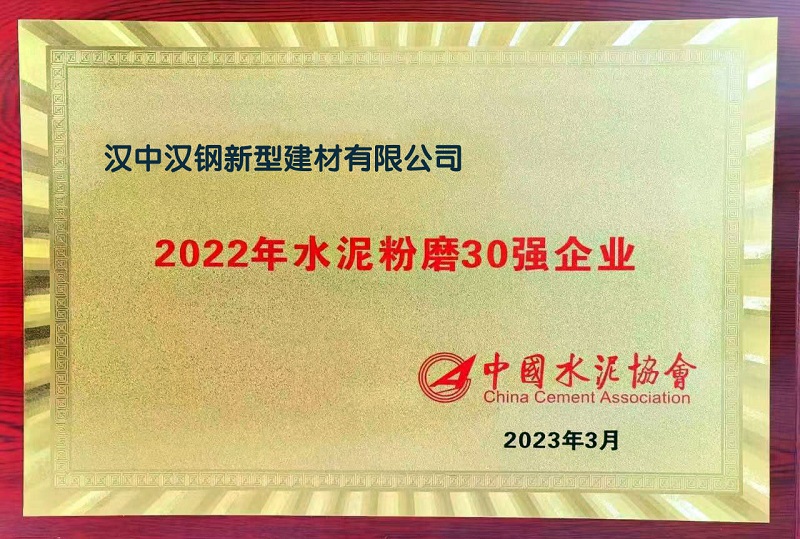 汉中汉钢新型建材有限公司
2022年水泥粉磨30强企业
中國水泥協會
China Cement Association
2023年3月